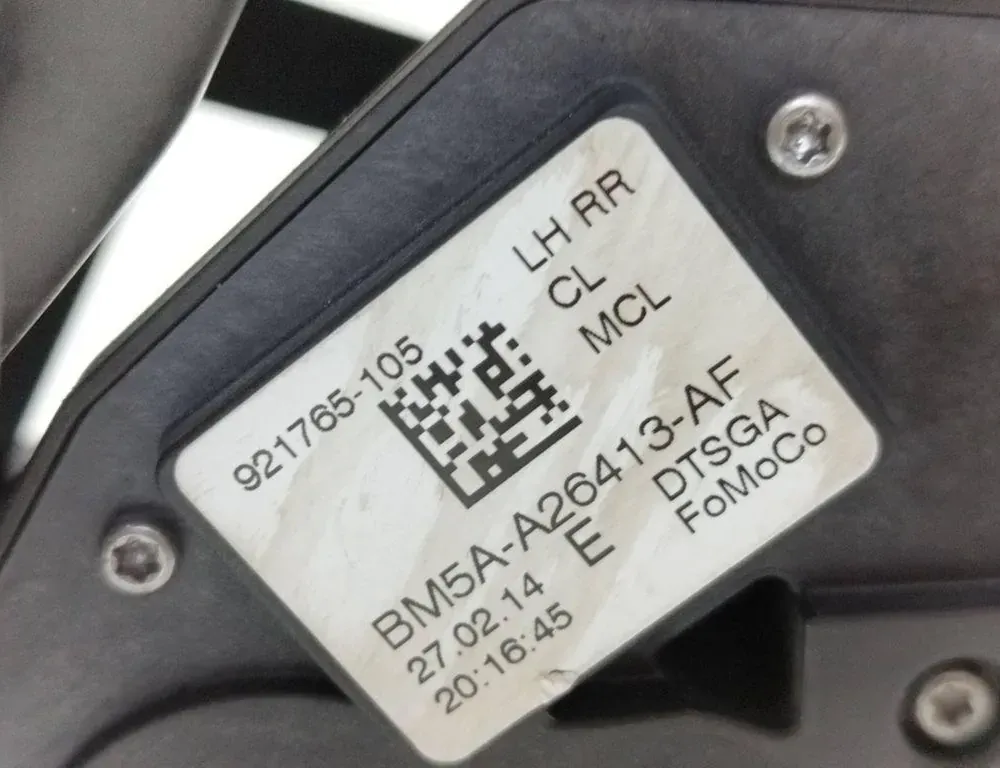 LH RR
CL
MCL
921765-105
BM5A-A26413-AF
27.02.14
E
DTSGA
20:16:45
FoMoCo